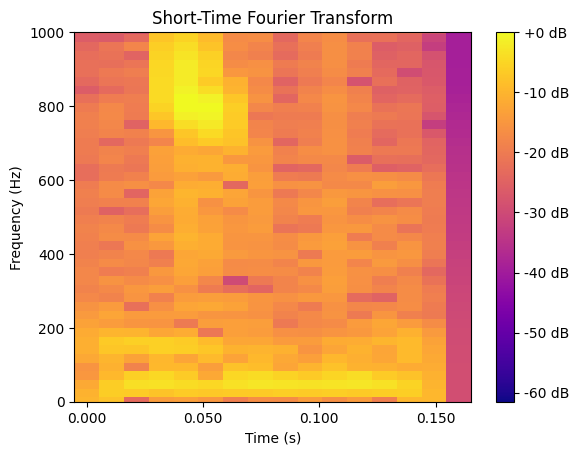 Short-Time Fourier Transform
1000
800
600
400
200
0
Frequency (Hz)
0.000
0.050
0.100
0.150
Time (s)
+0 dB
-10 dB
-20 dB
-30 dB
-40 dB
-50 dB
-60 dB